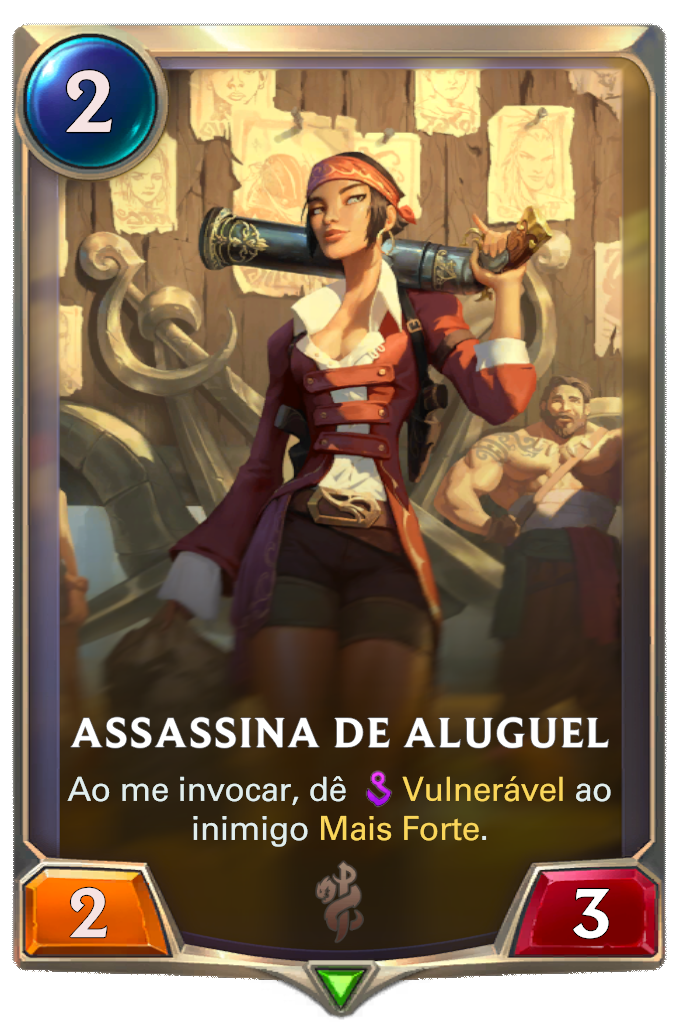 2
ASSASSINA DE ALUGUEL
Ao me invocar, dê Vulnerável ao
inimigo Mais Forte.
2
3